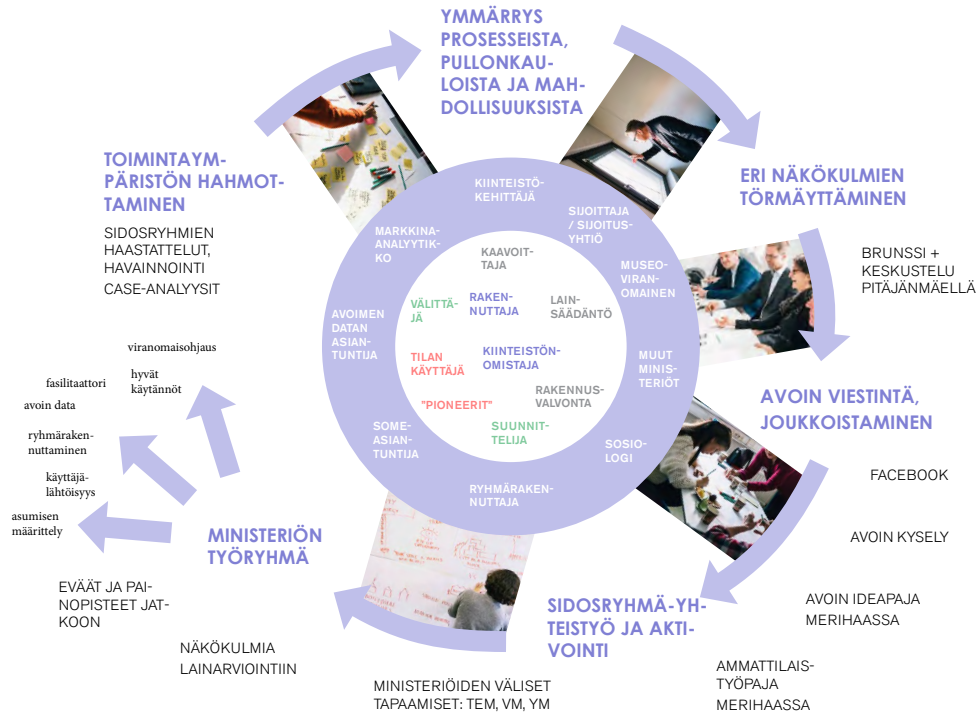 YMMÄRRYS
PROSESSEISTA,
PULLONKAU-
LOISTA JA MAH-
DOLLISUUKSISTA
TOIMINTAYM-
PÄRISTÖN HAHMOT-
TAMINEN
SIDOSRYHMIEN
HAASTATTELUT,
HAVAINNOINTI
CASE-ANALYYSIT
ERI NÄKÖKULMIEN
TÖRMÄYTTÄMINEN
BRUNSSI +
KESKUSTELU
PITÄJÄNMÄELLÄ
KIINTEISTÖ-
KEHITTÄJÄ
SIJOITTAJA
/ SIJOITUS-
YHTIÖ
MARKKINA-
ANALYYTIK-
KO
MUSEO-
VIRAN-
OMAINEN
AVOIMEN
DATAN
ASIAN-
TUNTIJA
MUUT
MINIS-
TERIÖT
SOME-
ASIAN-
TUNTIJA
SOSIO-
LOGI
RYHMÄRAKEN-
NUTTAJA
KAAVOIT-
TAJA
VÄLITTÄ-
JÄ
RAKEN-
NUTTAJA
LAIN-
SÄÄDÄNTÖ
TILAN
KÄYTTÄJÄ
KIINTEISTÖN-
OMISTAJA
"PIONEERIT"
RAKENNUS-
VALVONTA
SUUNNIT-
TELIJA
AVOIN VIESTINTÄ,
JOUKKOISTAMINEN
FACEBOOK
AVOIN KYSELY
AVOIN IDEAPAJA
MERIHAASSA
AMMATTILAIS-
TYÖPAJA
MERIHAASSA
SIDOSRYHMÄ-YH-
TEISTYÖ JA AKTI-
VOINTI
MINISTERIÖIDEN VÄLISET
TAPAAMISET: TEM, VM, YM
MINISTERIÖN
TYÖRYHMÄ
NÄKÖKULMIA
LAINARVIOINTIIN
EVÄÄT JA PAI-
NOPISTEET JAT-
KOON
viranomaisohjaus
hyvät
käytännöt
fasilitaattori
avoin data
ryhmäraken-
nuttaminen
käyttäjä-
lähtöisyys
asumisen
määrittely